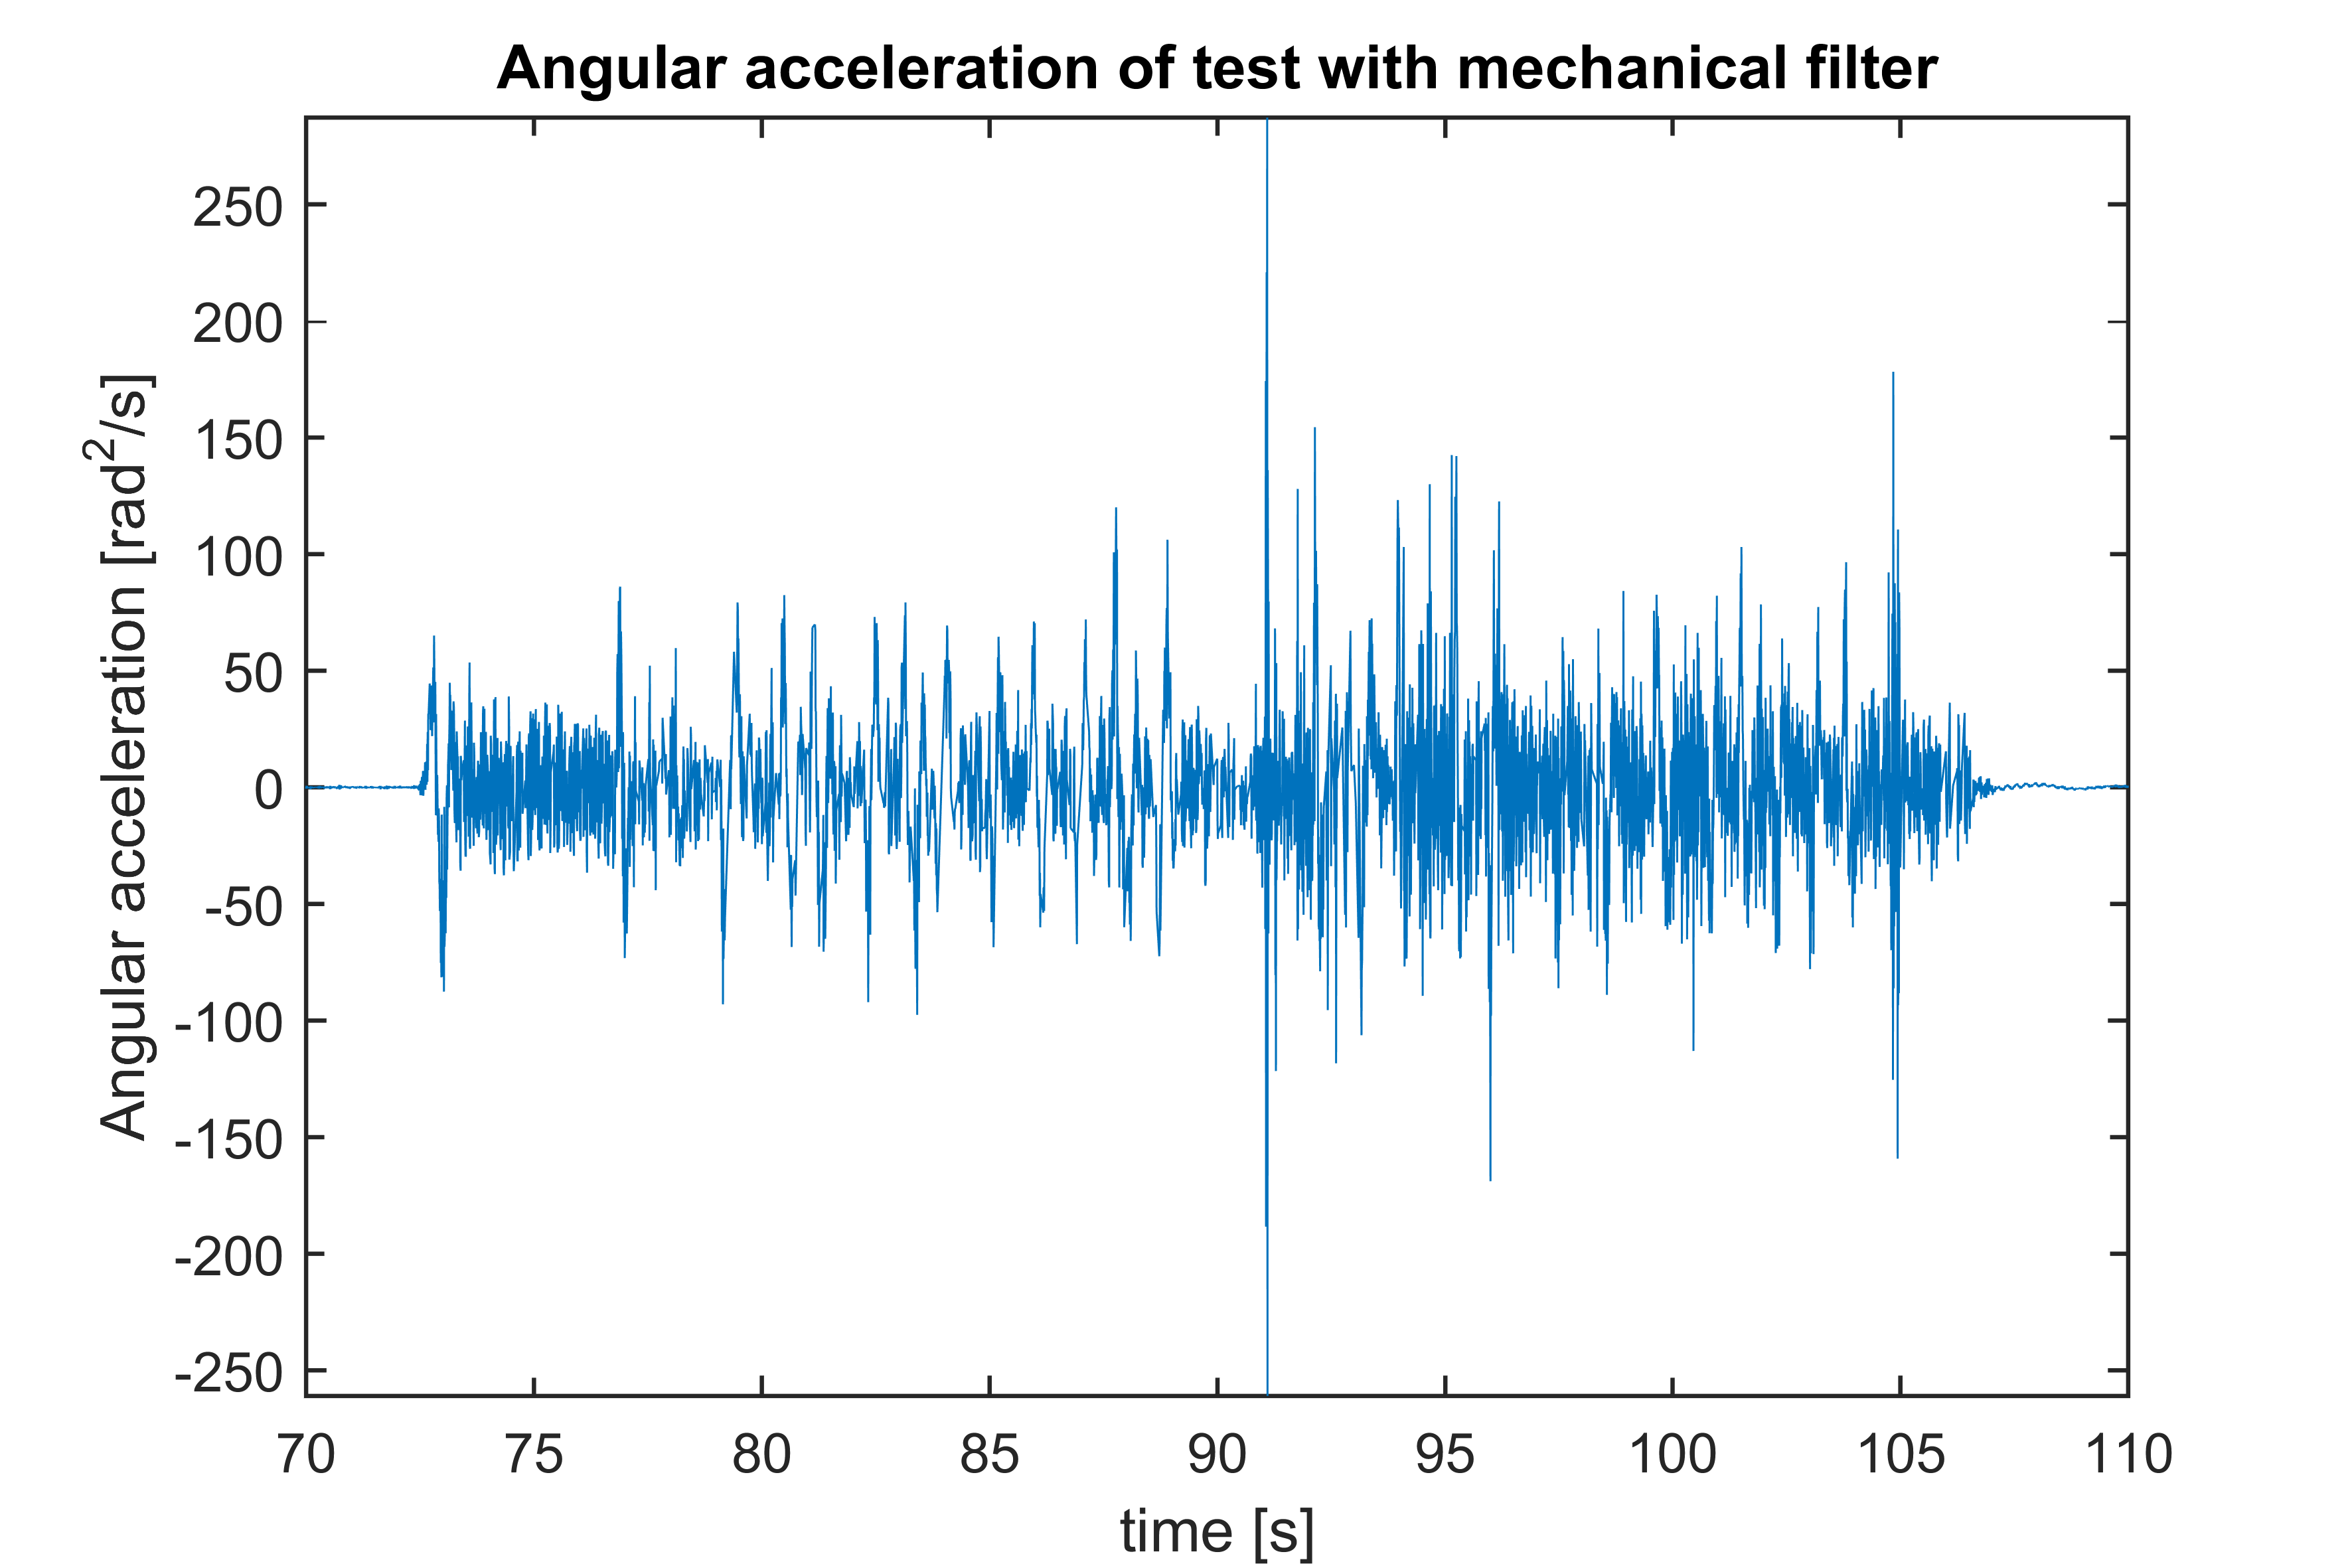 Angular acceleration of test with mechanical filter
Angular acceleration [rad²/s]
250
200
150
100
50
0
-50
-100
-150
-200
-250
70 75 80 85 90 95 100 105 110
time [s]